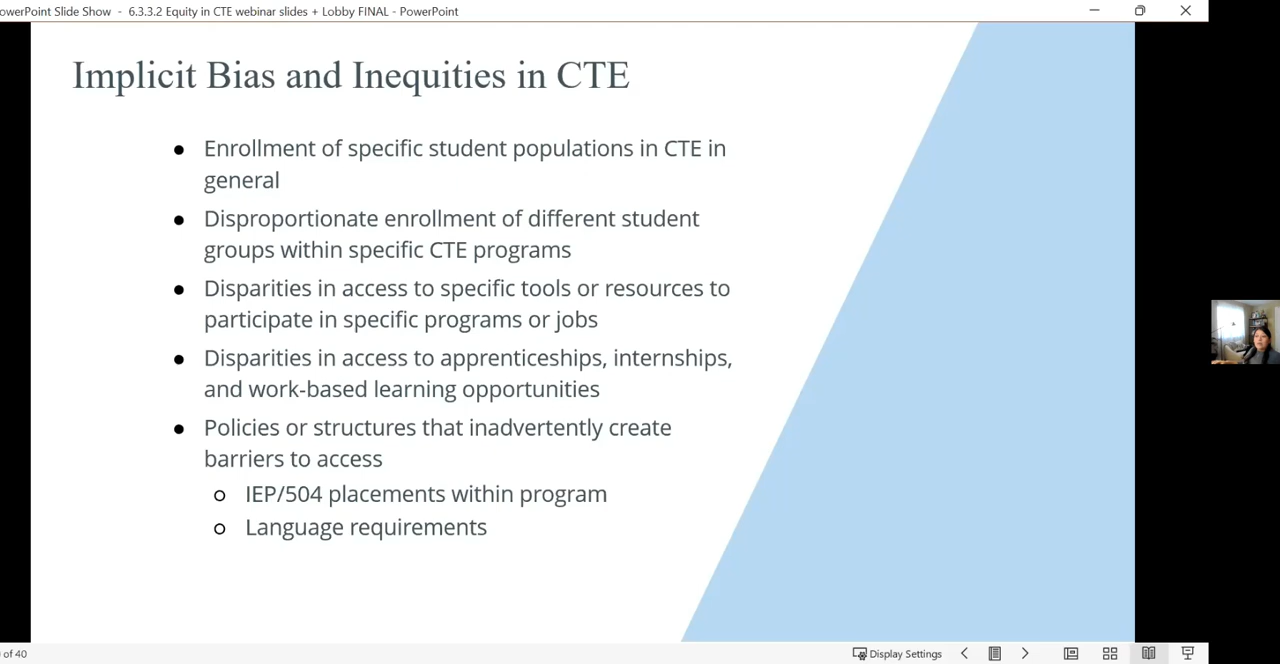 owerPoint Slide Show - 6.3.3.2 Equity in CTE webinar slides + Lobby FINAL - PowerPoint
Implicit Bias and Inequities in CTE
● Enrollment of specific student populations in CTE in
general
● Disproportionate enrollment of different student
groups within specific CTE programs
● Disparities in access to specific tools or resources to
participate in specific programs or jobs
● Disparities in access to apprenticeships, internships,
and work-based learning opportunities
● Policies or structures that inadvertently create
barriers to access
○ IEP/504 placements within program
○ Language requirements
of 40
Display Settings